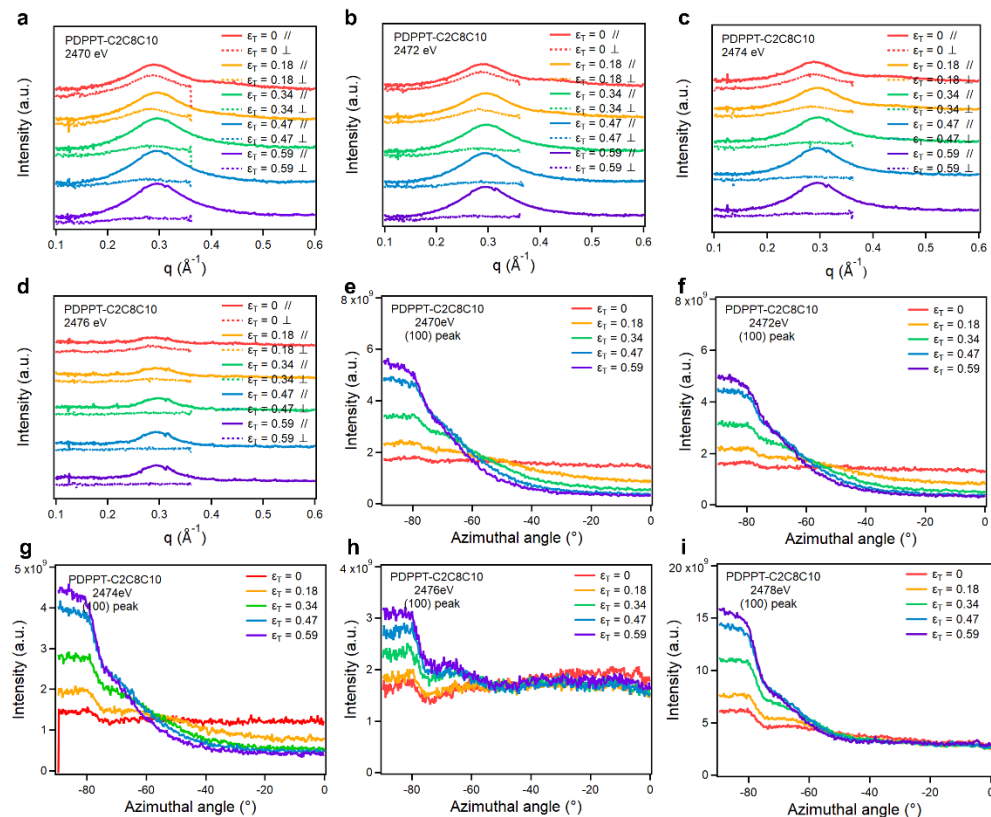 a
PDPPT-C2C8C10
2470 eV
εT = 0 //
εT = 0 ⊥
εT = 0.18 //
εT = 0.18 ⊥
εT = 0.34 //
εT = 0.34 ⊥
εT = 0.47 //
εT = 0.47 ⊥
εT = 0.59 //
εT = 0.59 ⊥
Intensity (a.u.)
0.1 0.2 0.3 0.4 0.5 0.6
q (Å⁻¹)
b
PDPPT-C2C8C10
2472 eV
εT = 0 //
εT = 0 ⊥
εT = 0.18 //
εT = 0.18 ⊥
εT = 0.34 //
εT = 0.34 ⊥
εT = 0.47 //
εT = 0.47 ⊥
εT = 0.59 //
εT = 0.59 ⊥
Intensity (a.u.)
0.1 0.2 0.3 0.4 0.5 0.6
q (Å⁻¹)
c
PDPPT-C2C8C10
2474 eV
εT = 0 //
εT = 0 ⊥
εT = 0.18 //
εT = 0.18 ⊥
εT = 0.34 //
εT = 0.34 ⊥
εT = 0.47 //
εT = 0.47 ⊥
εT = 0.59 //
εT = 0.59 ⊥
Intensity (a.u.)
0.1 0.2 0.3 0.4 0.5 0.6
q (Å⁻¹)
d
PDPPT-C2C8C10
2476 eV
εT = 0 //
εT = 0 ⊥
εT = 0.18 //
εT = 0.18 ⊥
εT = 0.34 //
εT = 0.34 ⊥
εT = 0.47 //
εT = 0.47 ⊥
εT = 0.59 //
εT = 0.59 ⊥
Intensity (a.u.)
0.1 0.2 0.3 0.4 0.5 0.6
q (Å⁻¹)
e
8 x10⁹
6
4
2
0
PDPPT-C2C8C10
2470eV
(100) peak
εT = 0
εT = 0.18
εT = 0.34
εT = 0.47
εT = 0.59
Intensity (a.u.)
-80 -60 -40 -20 0
Azimuthal angle (°)
f
8 x10⁹
6
4
2
0
PDPPT-C2C8C10
2472eV
(100) peak
εT = 0
εT = 0.18
εT = 0.34
εT = 0.47
εT = 0.59
Intensity (a.u.)
-80 -60 -40 -20 0
Azimuthal angle (°)
g
5 x10⁹
4
3
2
1
0
PDPPT-C2C8C10
2474eV
(100) peak
εT = 0
εT = 0.18
εT = 0.34
εT = 0.47
εT = 0.59
Intensity (a.u.)
-80 -60 -40 -20 0
Azimuthal angle (°)
h
4 x10⁹
3
2
1
0
PDPPT-C2C8C10
2476eV
(100) peak
εT = 0
εT = 0.18
εT = 0.34
εT = 0.47
εT = 0.59
Intensity (a.u.)
-80 -60 -40 -20 0
Azimuthal angle (°)
i
20 x10⁹
15
10
5
0
PDPPT-C2C8C10
2478eV
(100) peak
εT = 0
εT = 0.18
εT = 0.34
εT = 0.47
εT = 0.59
Intensity (a.u.)
-80 -60 -40 -20 0
Azimuthal angle (°)